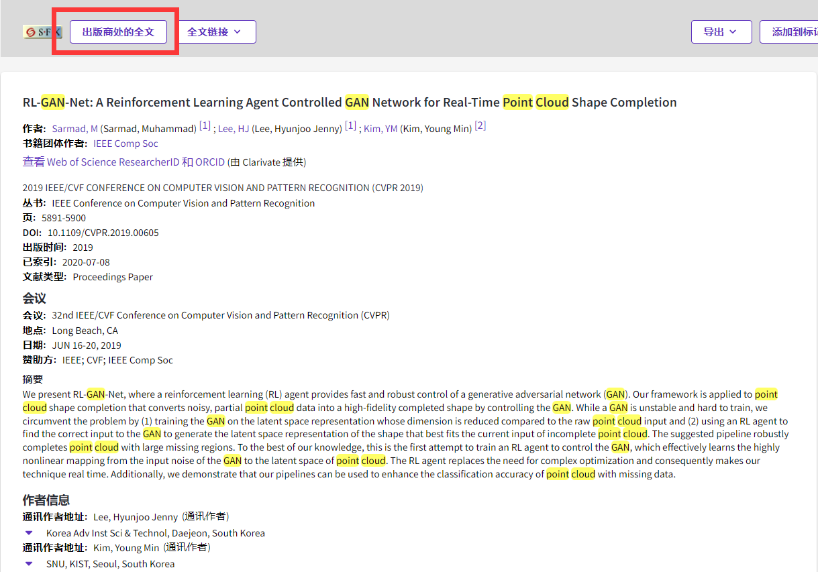 S·F·X 出版商处的全文 全文链接 导出 添加到标记
RL-GAN-Net: A Reinforcement Learning Agent Controlled GAN Network for Real-Time Point Cloud Shape Completion
作者: Sarmad, M (Sarmad, Muhammad) [1] ; Lee, HJ (Lee, Hyunjoo Jenny) [1] ; Kim, YM (Kim, Young Min) [2]
书籍团体作者: IEEE Comp Soc
查看 Web of Science ResearcherID 和 ORCID (由 Clarivate 提供)
2019 IEEE/CVF CONFERENCE ON COMPUTER VISION AND PATTERN RECOGNITION (CVPR 2019)
丛书: IEEE Conference on Computer Vision and Pattern Recognition
页: 5891-5900
DOI: 10.1109/CVPR.2019.00605
出版时间: 2019
已索引: 2020-07-08
文献类型: Proceedings Paper
会议
会议: 32nd IEEE/CVF Conference on Computer Vision and Pattern Recognition (CVPR)
地点: Long Beach, CA
日期: JUN 16-20, 2019
赞助方: IEEE; CVF; IEEE Comp Soc
摘要
We present RL-GAN-Net, where a reinforcement learning (RL) agent provides fast and robust control of a generative adversarial network (GAN). Our framework is applied to point
cloud shape completion that converts noisy, partial point cloud data into a high-fidelity completed shape by controlling the GAN. While a GAN is unstable and hard to train, we
circumvent the problem by (1) training the GAN on the latent space representation whose dimension is reduced compared to the raw point cloud input and (2) using an RL agent to
find the correct input to the GAN to generate the latent space representation of the shape that best fits the current input of incomplete point cloud. The suggested pipeline robustly
completes point cloud with large missing regions. To the best of our knowledge, this is the first attempt to train an RL agent to control the GAN, which effectively learns the highly
nonlinear mapping from the input noise of the GAN to the latent space of point cloud. The RL agent replaces the need for complex optimization and consequently makes our
technique real time. Additionally, we demonstrate that our pipelines can be used to enhance the classification accuracy of point cloud with missing data.
作者信息
通讯作者地址: Lee, Hyunjoo Jenny (通讯作者)
Korea Adv Inst Sci & Technol, Daejeon, South Korea
通讯作者地址: Kim, Young Min (通讯作者)
SNU, KIST, Seoul, South Korea